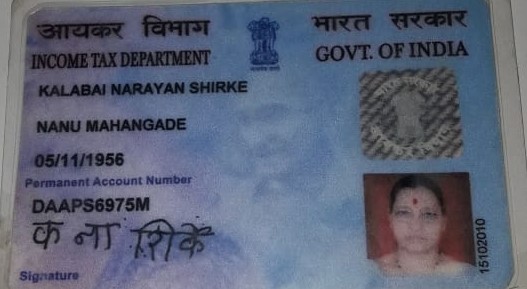 आयकर विभाग
भारत सरकार
INCOME TAX DEPARTMENT
GOVT. OF INDIA
KALABAI NARAYAN SHIRKE
NANU MAHANGADE
05/11/1956
Permanent Account Number
DAAPS6975M
क ना शिर्के
Signature
15102010